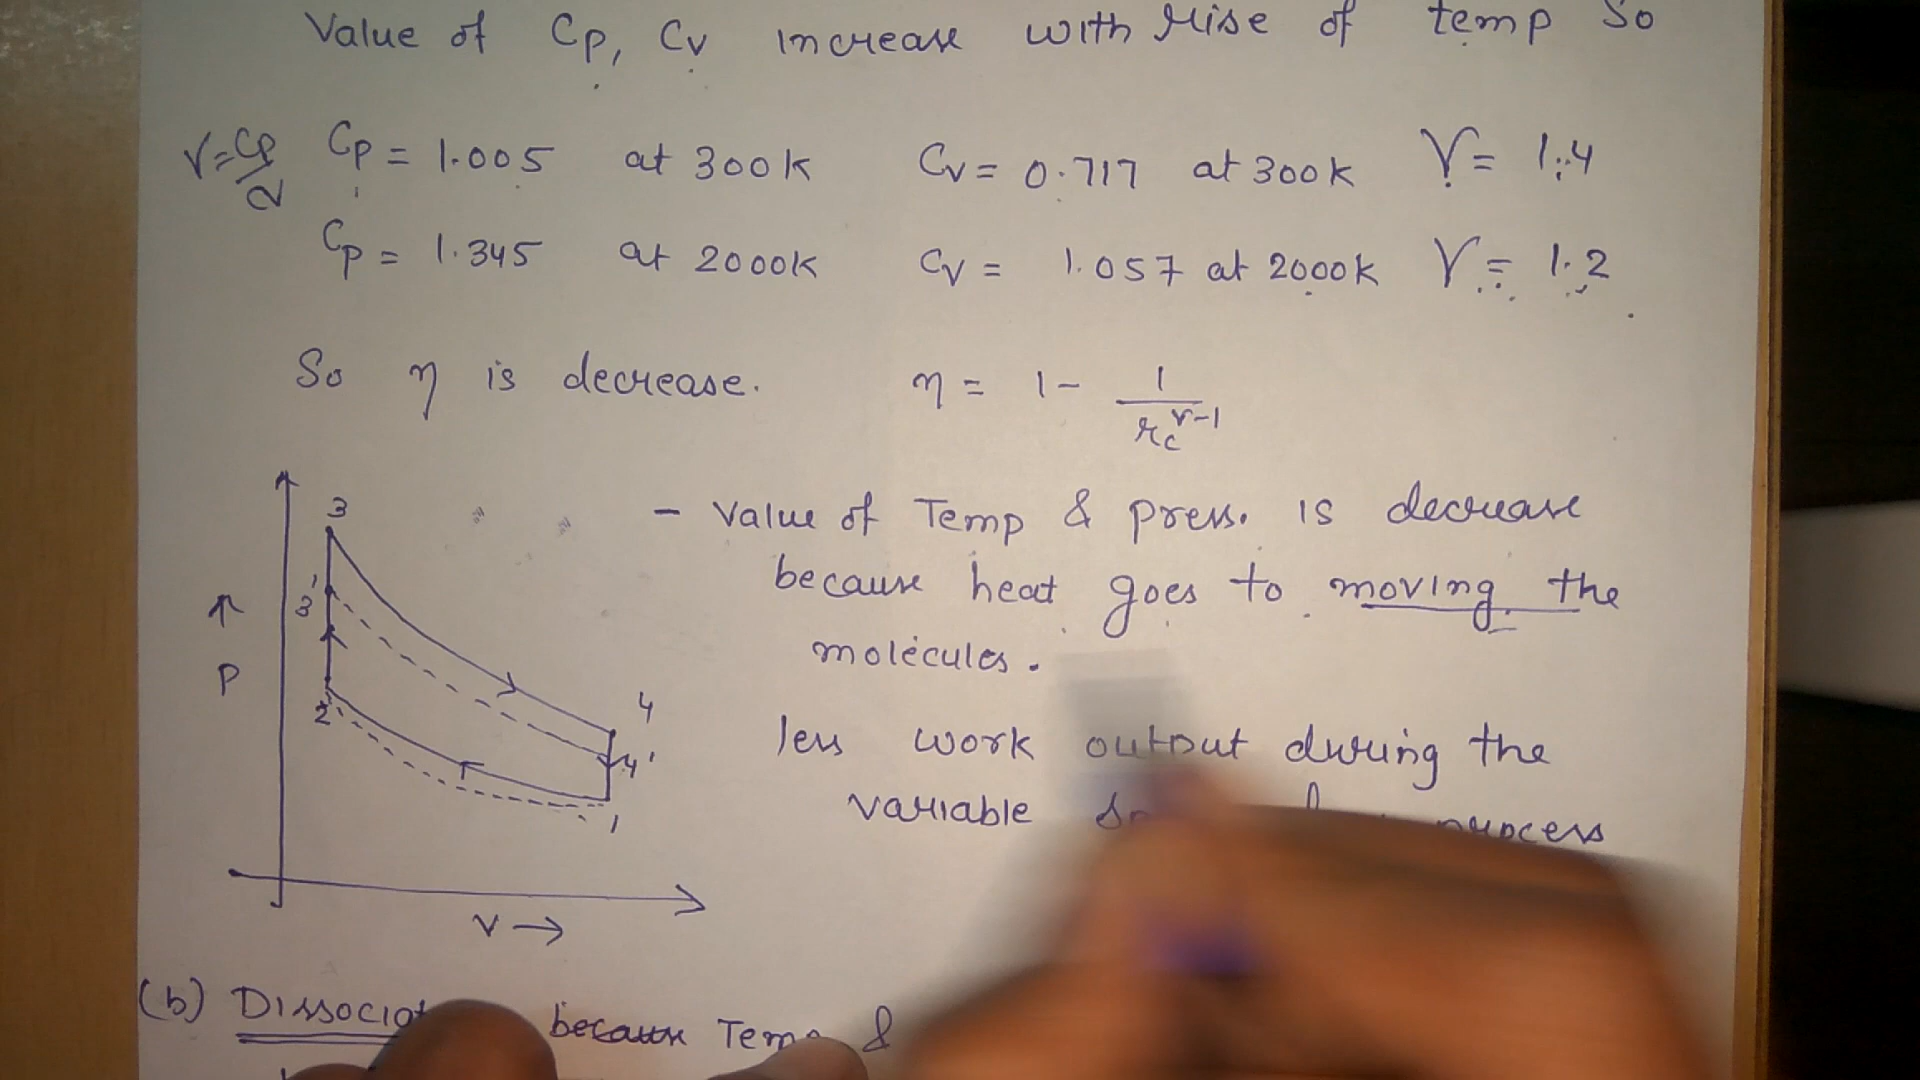 Value of Cp, Cv increase with rise of temp so
γ=Cp/Cv Cp = 1.005 at 300K Cv = 0.717 at 300K γ = 1.4
Cp = 1.345 at 2000K Cv = 1.057 at 2000K γ = 1.2
So η is decrease. η = 1 - 1/rc^γ-1
3
- Value of Temp & press. is decrease
because heat goes to moving the
3'
molecules.
P
2
4
less work output during the
4'
variable process
1
V →
(b) because Temp &